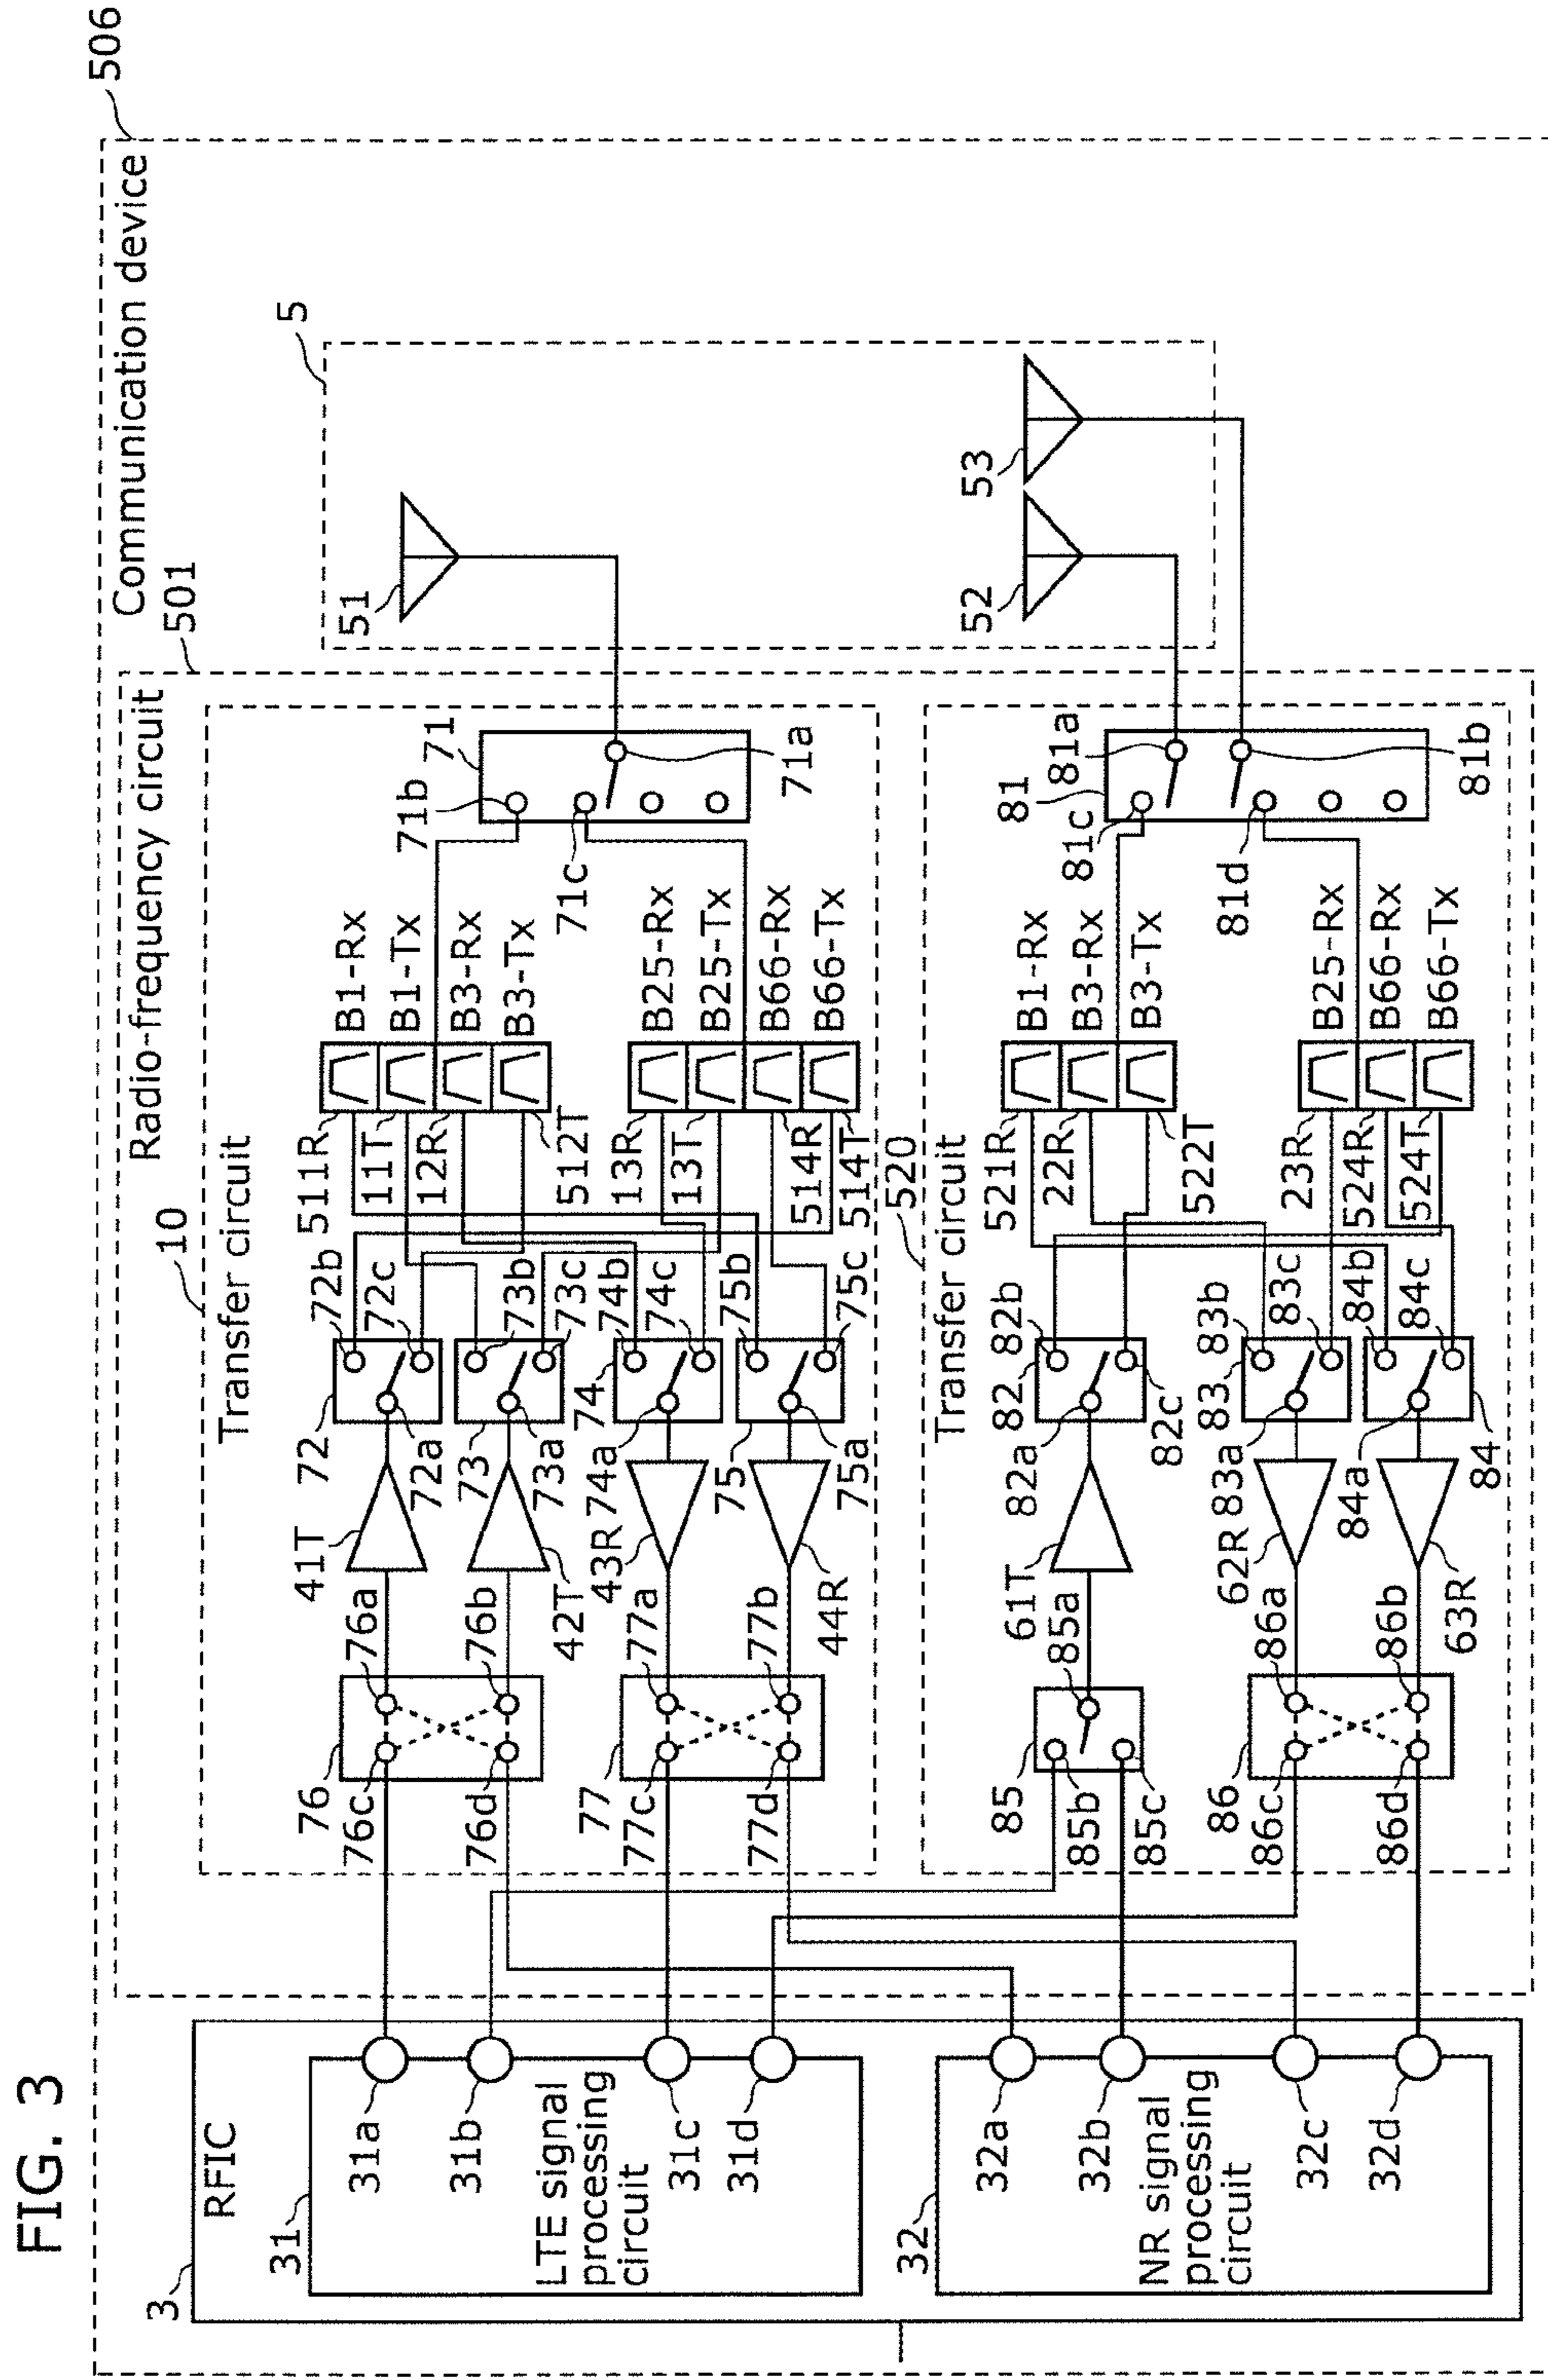 FIG. 3
506
Communication device
501
Radio-frequency circuit
5
51
52
53
10
Transfer circuit
71
71a
71b
71c
B1-Rx
B1-Tx
B3-Rx
B3-Tx
B25-Rx
B25-Tx
B66-Rx
B66-Tx
511R
11T
12R
512T
13R
13T
514R
514T
72b
72c
73b
73c
74b
74c
75b
75c
72
72a
73
73a
74
74a
75
75a
41T
42T
43R
44R
76a
76b
77a
77b
76
76c
76d
77
77c
77d
520
Transfer circuit
81
81a
81b
81c
81d
B1-Rx
B3-Rx
B3-Tx
B25-Rx
B66-Rx
B66-Tx
521R
22R
522T
23R
524R
524T
82
82b
82a
82c
83
83b
83c
83a
84b
84c
84a
84
61T
62R
63R
85a
85
85b
85c
86a
86b
86
86c
86d
3
RFIC
31
LTE signal
processing
circuit
31a
31b
31c
31d
32
NR signal
processing
circuit
32a
32b
32c
32d